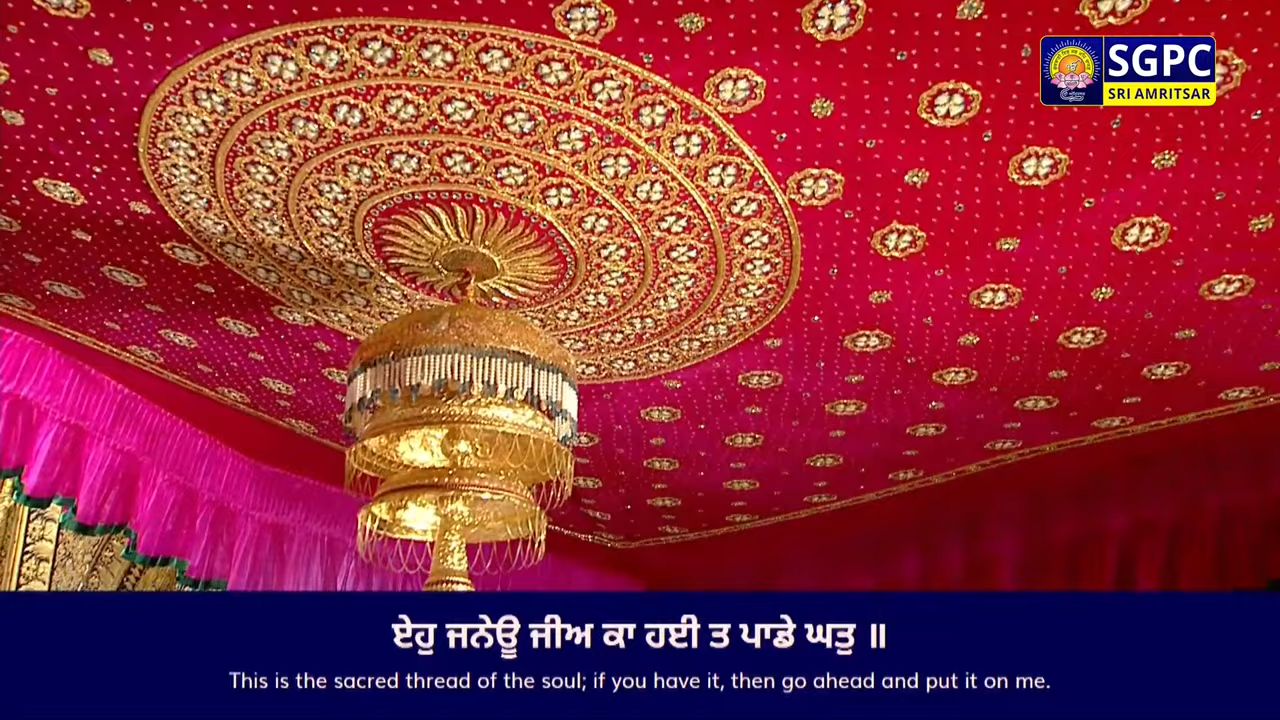 SGPC
SRI AMRITSAR
ਏਹੁ ਜਨੇਊ ਜੀਅ ਕਾ ਹਈ ਤ ਪਾਡੇ ਘਤੁ ॥
This is the sacred thread of the soul; if you have it, then go ahead and put it on me.